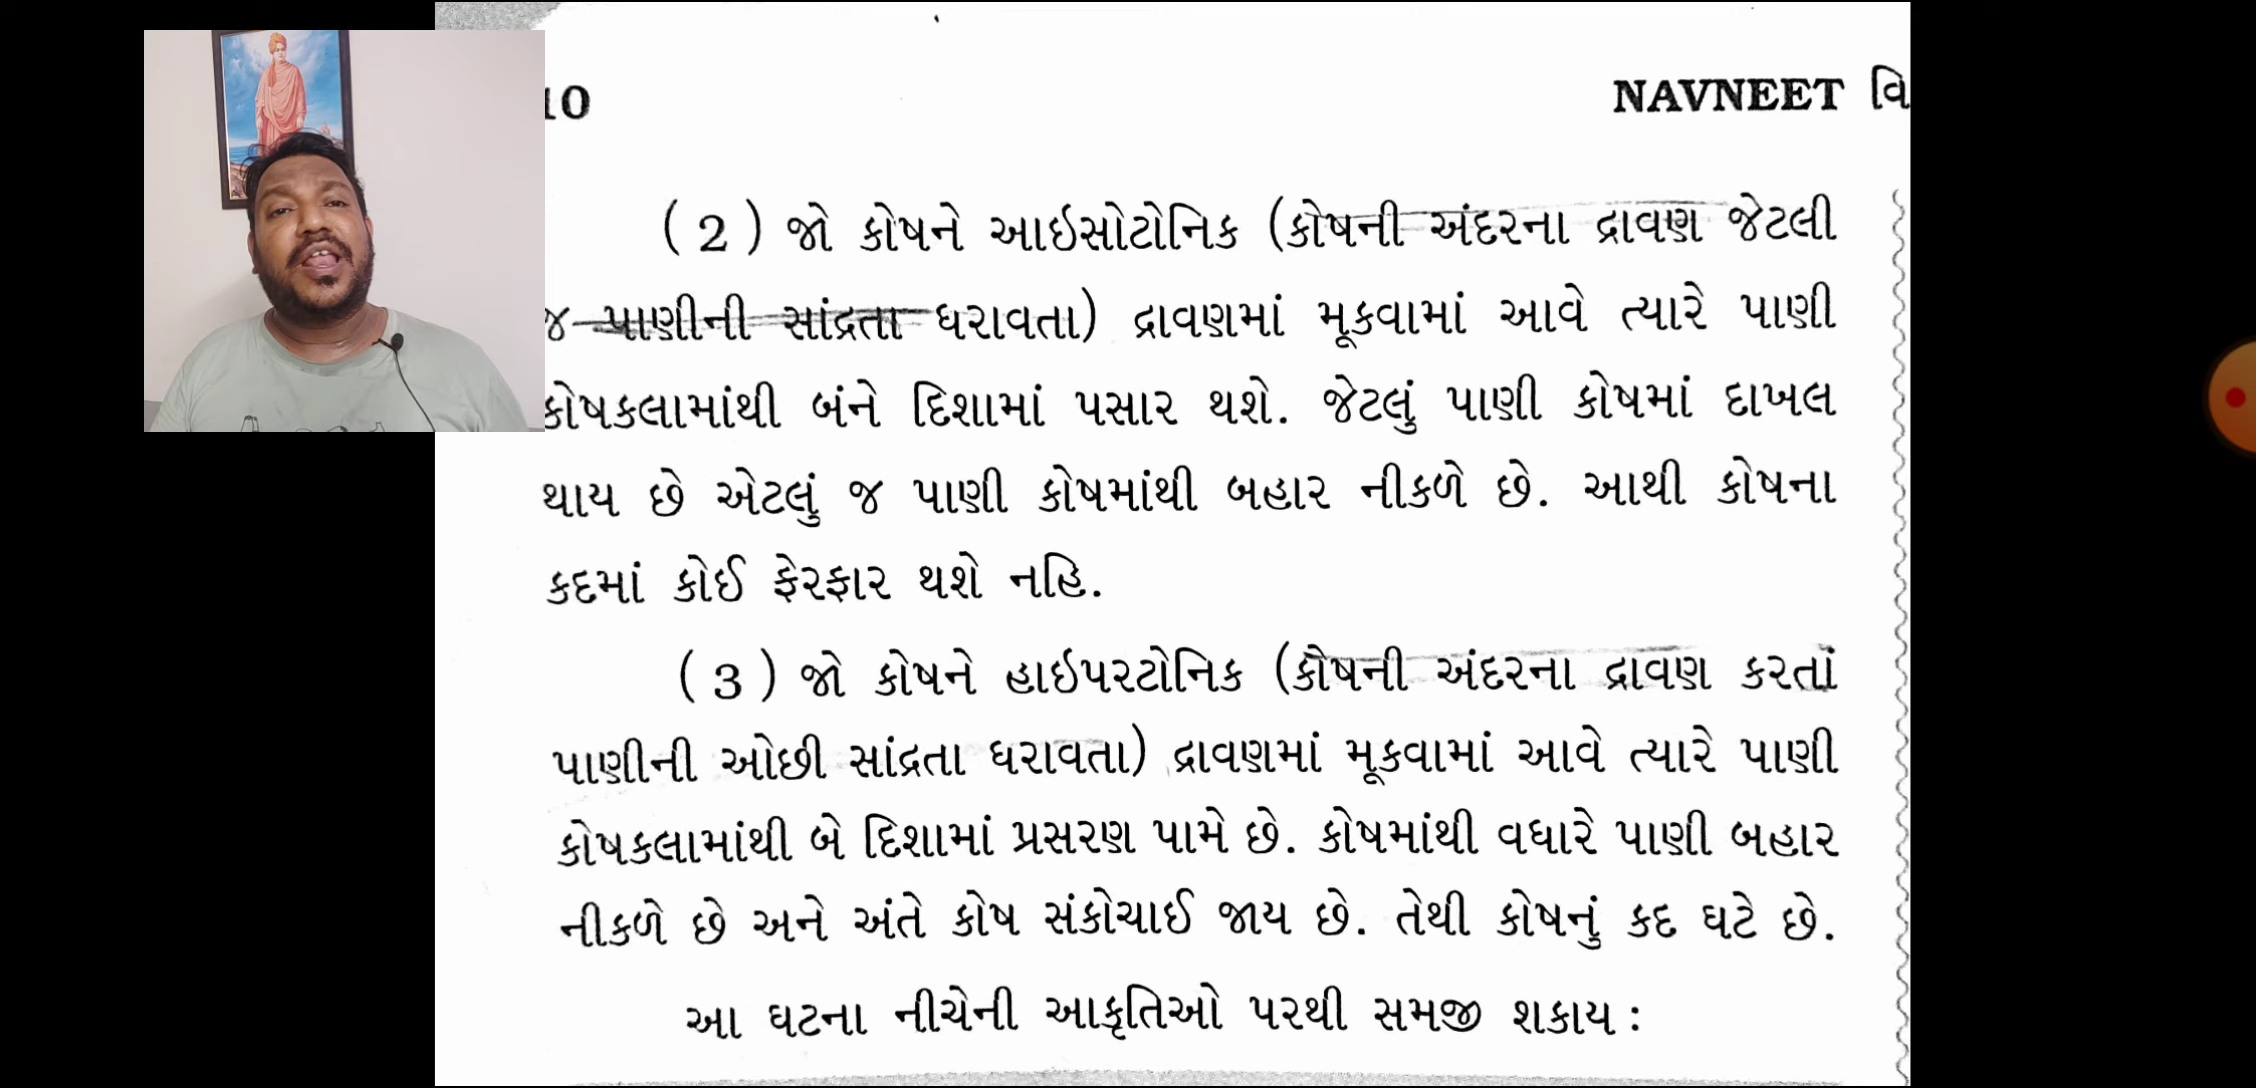 10
NAVNEET વિ
( 2 ) જો કોષને આઇસોટોનિક (કોષની અંદરના દ્રાવણ જેટલી
જ પાણીની સાંદ્રતા ધરાવતા) દ્રાવણમાં મૂકવામાં આવે ત્યારે પાણી
કોષકલામાંથી બંને દિશામાં પસાર થશે. જેટલું પાણી કોષમાં દાખલ
થાય છે એટલું જ પાણી કોષમાંથી બહાર નીકળે છે. આથી કોષના
કદમાં કોઈ ફેરફાર થશે નહિ.
( 3 ) જો કોષને હાઇપરટોનિક (કોષની અંદરના દ્રાવણ કરતાં
પાણીની ઓછી સાંદ્રતા ધરાવતા) દ્રાવણમાં મૂકવામાં આવે ત્યારે પાણી
કોષકલામાંથી બે દિશામાં પ્રસરણ પામે છે. કોષમાંથી વધારે પાણી બહાર
નીકળે છે અને અંતે કોષ સંકોચાઈ જાય છે. તેથી કોષનું કદ ઘટે છે.
આ ઘટના નીચેની આકૃતિઓ પરથી સમજી શકાય :